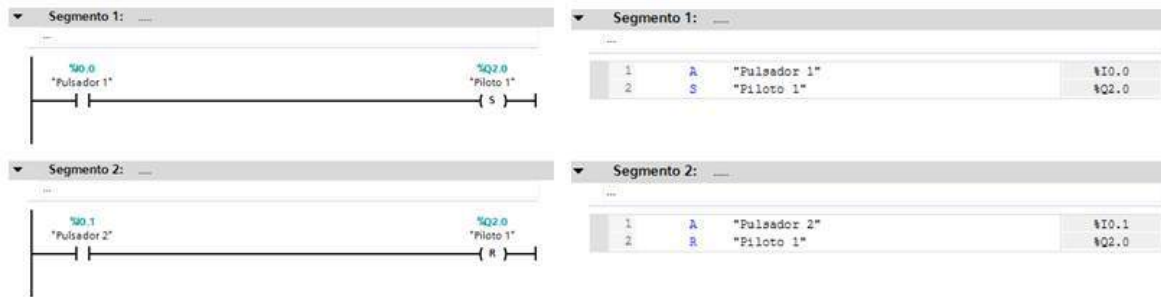 Segmento 1: ....
...
%I0.0
"Pulsador 1"
%Q2.0
"Piloto 1"
S
Segmento 2: ....
...
%I0.1
"Pulsador 2"
%Q2.0
"Piloto 1"
R
Segmento 1: ....
...
1 A "Pulsador 1" %I0.0
2 S "Piloto 1" %Q2.0
Segmento 2: ....
...
1 A "Pulsador 2" %I0.1
2 R "Piloto 1" %Q2.0